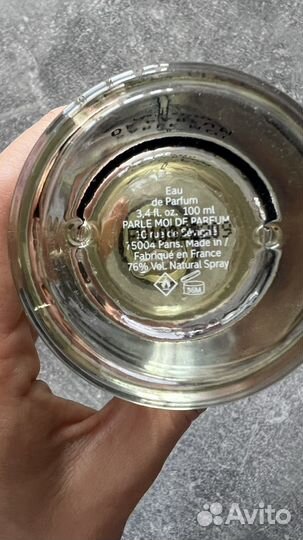 Eau
de Parfum
3,4 fl. oz. 100 ml
PARLE MOI DE PARFUM
10 rue de Sévigné
75004 Paris. Made in /
Fabriqué en France
76% Vol. Natural Spray
36M
Avito